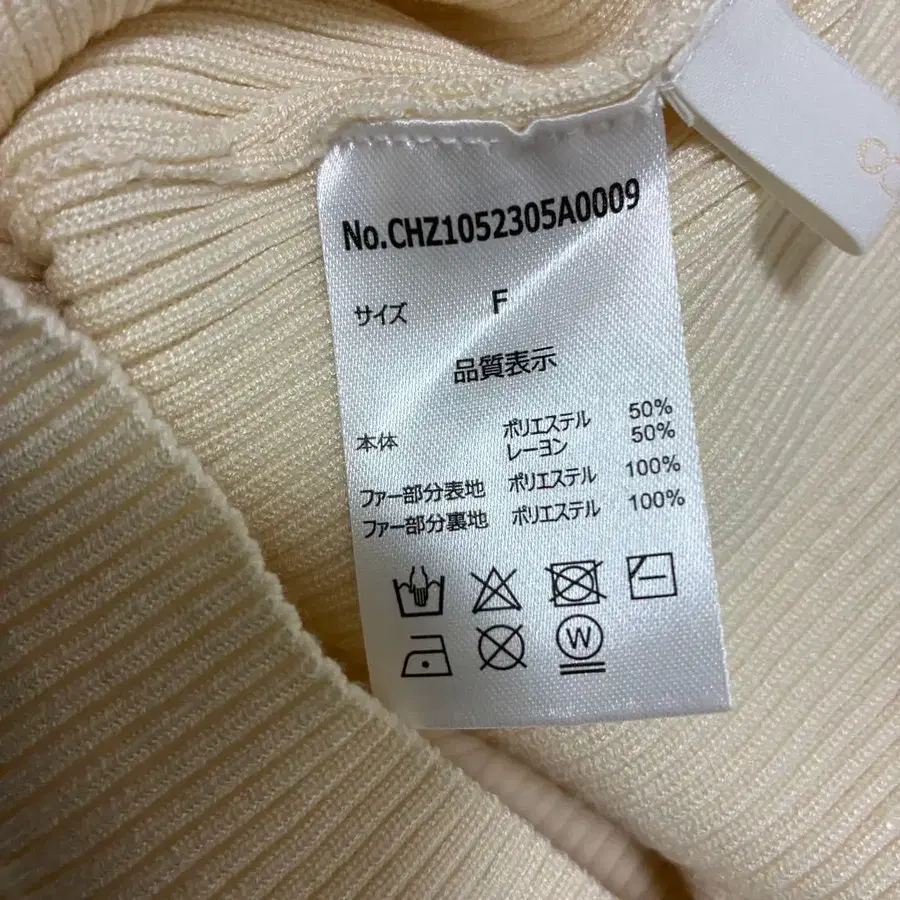 No.CHZ1052305A0009
サイズ F
品質表示
本体 ポリエステル 50%
レーヨン 50%
ファー部分表地 ポリエステル 100%
ファー部分裏地 ポリエステル 100%
W